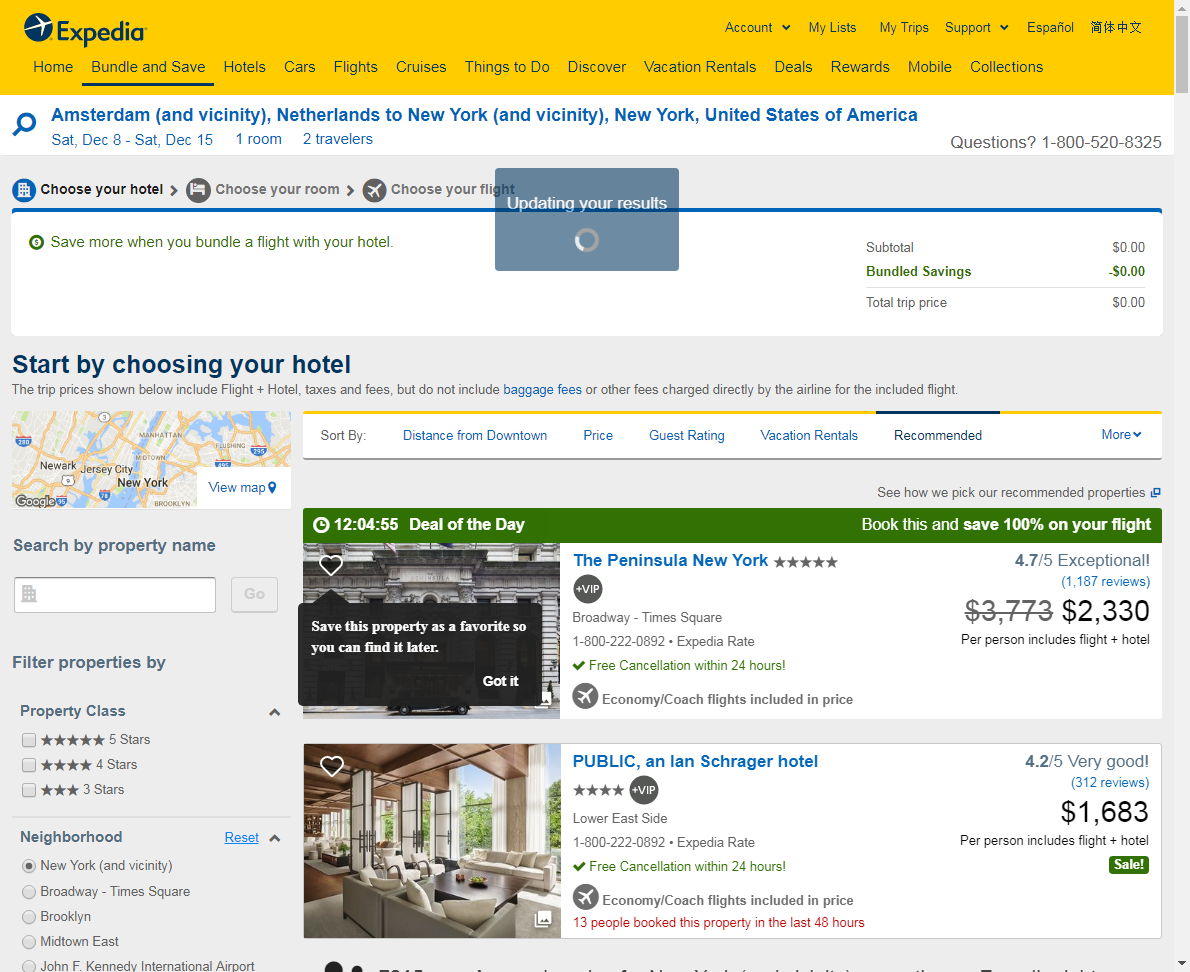 Expedia
Account
My Lists
My Trips
Support
Español
简体中文
Home
Bundle and Save
Hotels
Cars
Flights
Cruises
Things to Do
Discover
Vacation Rentals
Deals
Rewards
Mobile
Collections
Amsterdam (and vicinity), Netherlands to New York (and vicinity), New York, United States of America
Sat, Dec 8 - Sat, Dec 15 1 room 2 travelers
Questions? 1-800-520-8325
Choose your hotel
Choose your room
Choose your flight
Updating your results
Save more when you bundle a flight with your hotel.
Subtotal $0.00
Bundled Savings -$0.00
Total trip price $0.00
Start by choosing your hotel
The trip prices shown below include Flight + Hotel, taxes and fees, but do not include baggage fees or other fees charged directly by the airline for the included flight.
3
MANHATTAN
280
FLUSHING
295
MIDTOWN
495
Newark
Jersey City
9
New York
78
95
Google
BROOKLYN
View map
Sort By:
Distance from Downtown
Price
Guest Rating
Vacation Rentals
Recommended
More
See how we pick our recommended properties
Search by property name
Go
Filter properties by
Property Class
5 Stars
4 Stars
3 Stars
Neighborhood
Reset
New York (and vicinity)
Broadway - Times Square
Brooklyn
Midtown East
John F. Kennedy International Airport
12:04:55 Deal of the Day
Book this and save 100% on your flight
PENINSULA
Save this property as a favorite so
you can find it later.
Got it
The Peninsula New York
+VIP
Broadway - Times Square
1-800-222-0892 • Expedia Rate
Free Cancellation within 24 hours!
Economy/Coach flights included in price
4.7/5 Exceptional!
(1,187 reviews)
$3,773 $2,330
Per person includes flight + hotel
PUBLIC, an Ian Schrager hotel
+VIP
Lower East Side
1-800-222-0892 • Expedia Rate
Free Cancellation within 24 hours!
Economy/Coach flights included in price
13 people booked this property in the last 48 hours
4.2/5 Very good!
(312 reviews)
$1,683
Per person includes flight + hotel
Sale!